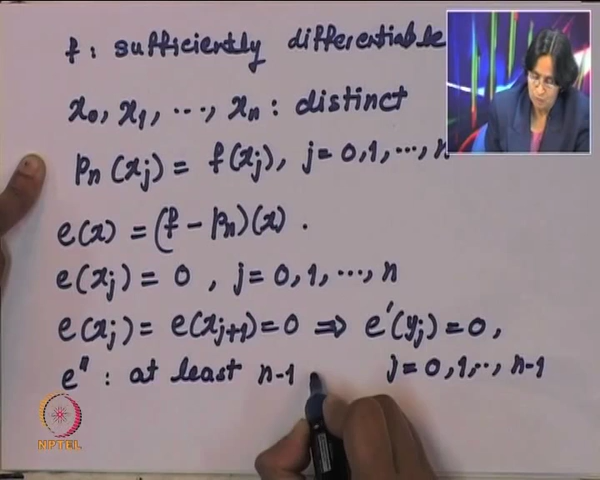 f : sufficiently differentiable
x₀, x₁, ..., xₙ : distinct
pₙ(xⱼ) = f(xⱼ), j = 0, 1, ..., n
e(x) = (f - pₙ)(x).
e(xⱼ) = 0, j = 0, 1, ..., n
e(xⱼ) = e(xⱼ₊₁) = 0 ⇒ e'(yⱼ) = 0,
j = 0, 1, .., n-1
e'' : at least n-1
NPTEL